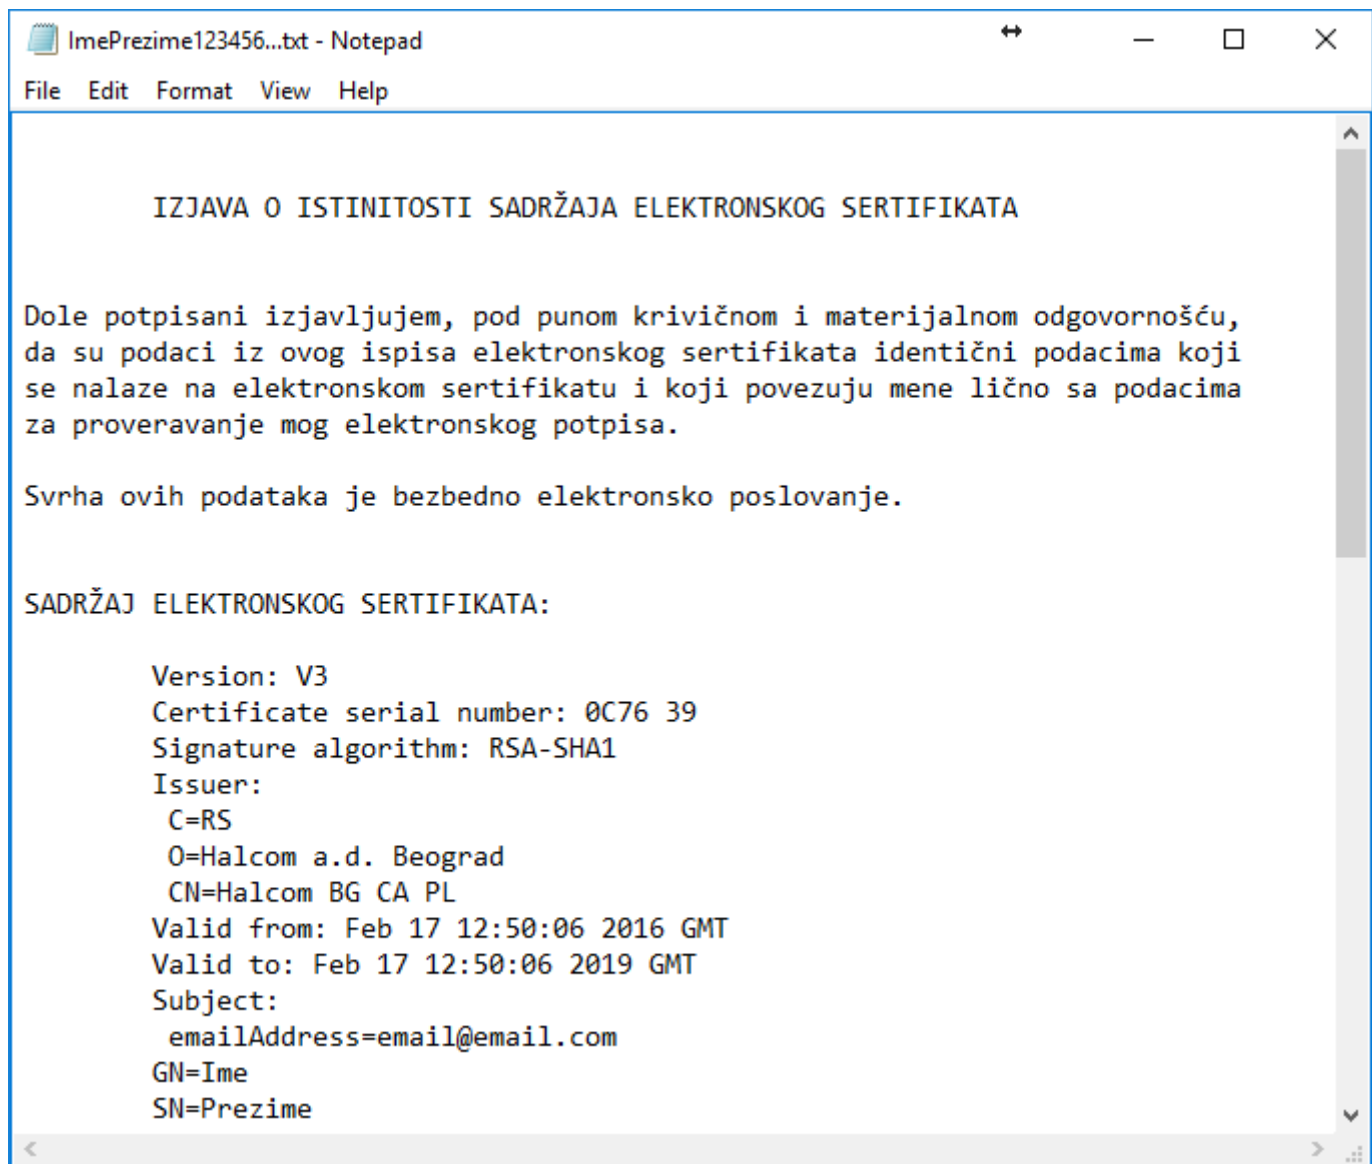 ImePrezime123456...txt - Notepad
File Edit Format View Help
IZJAVA O ISTINITOSTI SADRŽAJA ELEKTRONSKOG SERTIFIKATA
Dole potpisani izjavljujem, pod punom krivičnom i materijalnom odgovornošću,
da su podaci iz ovog ispisa elektronskog sertifikata identični podacima koji
se nalaze na elektronskom sertifikatu i koji povezuju mene lično sa podacima
za proveravanje mog elektronskog potpisa.
Svrha ovih podataka je bezbedno elektronsko poslovanje.
SADRŽAJ ELEKTRONSKOG SERTIFIKATA:
Version: V3
Certificate serial number: 0C76 39
Signature algorithm: RSA-SHA1
Issuer:
C=RS
O=Halcom a.d. Beograd
CN=Halcom BG CA PL
Valid from: Feb 17 12:50:06 2016 GMT
Valid to: Feb 17 12:50:06 2019 GMT
Subject:
emailAddress=email@email.com
GN=Ime
SN=Prezime